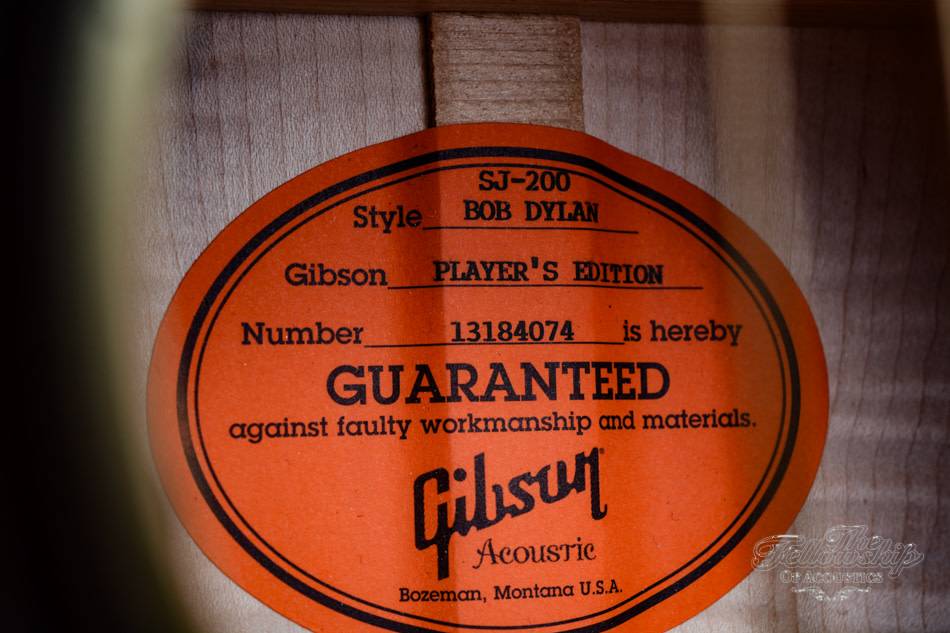 SJ-200
Style BOB DYLAN
Gibson PLAYER'S EDITION
Number 13184074 is hereby
GUARANTEED
against faulty workmanship and materials.
Gibson
Acoustic
Bozeman, Montana U.S.A.
The
Fellowship
Of Acoustics